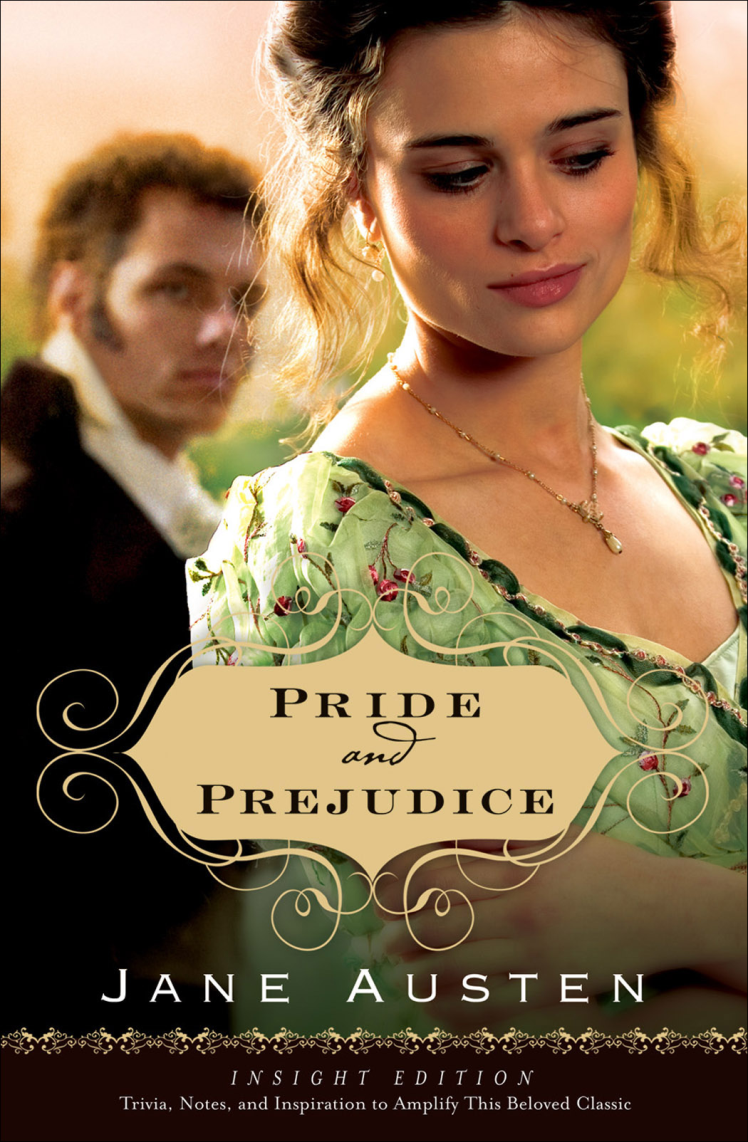 PRIDE
and
PREJUDICE
JANE AUSTEN
INSIGHT EDITION
Trivia, Notes, and Inspiration to Amplify This Beloved Classic